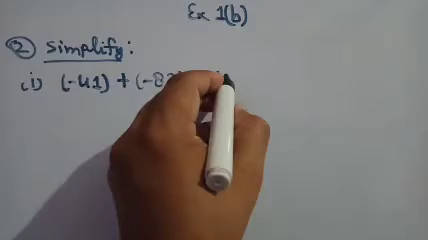 Ex 1(b)
② Simplify:
(i) (-41) + (-8